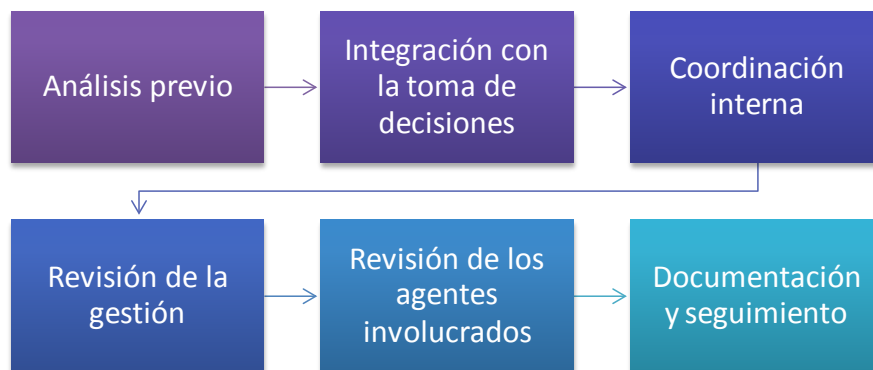 Análisis previo
Integración con
la toma de
decisiones
Coordinación
interna
Revisión de la
gestión
Revisión de los
agentes
involucrados
Documentación
y seguimiento